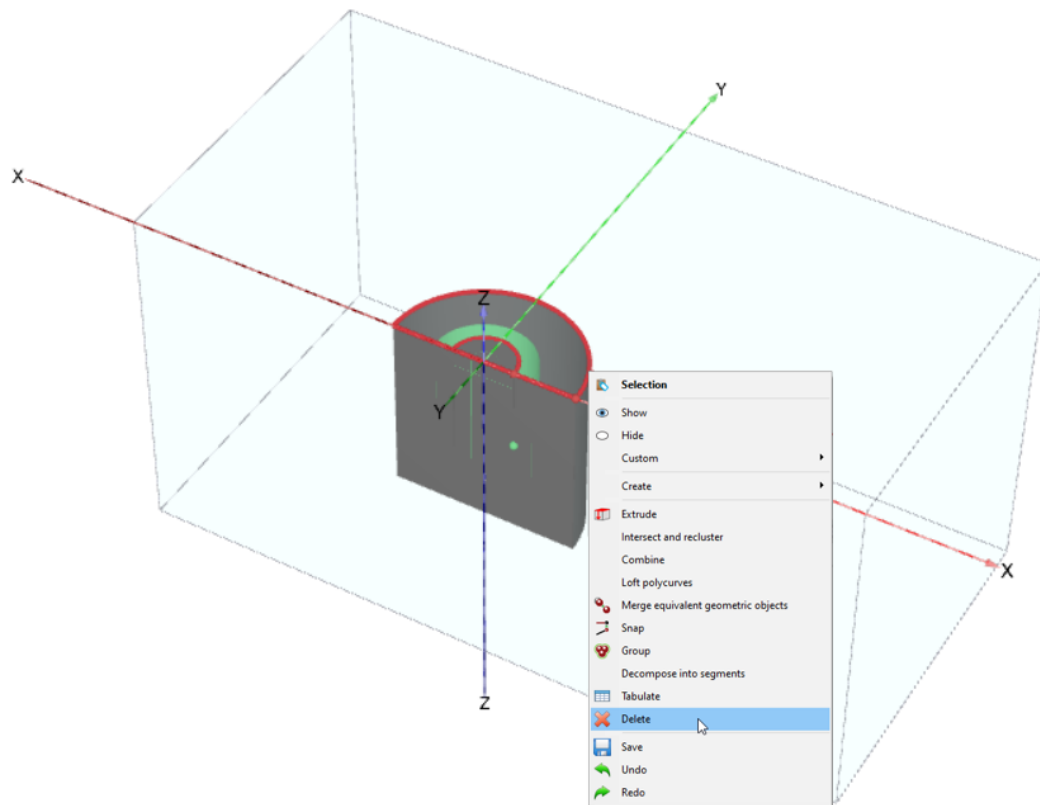 Y
X
Z
Y
X
Z
Selection
Show
Hide
Custom
Create
Extrude
Intersect and recluster
Combine
Loft polycurves
Merge equivalent geometric objects
Snap
Group
Decompose into segments
Tabulate
Delete
Save
Undo
Redo